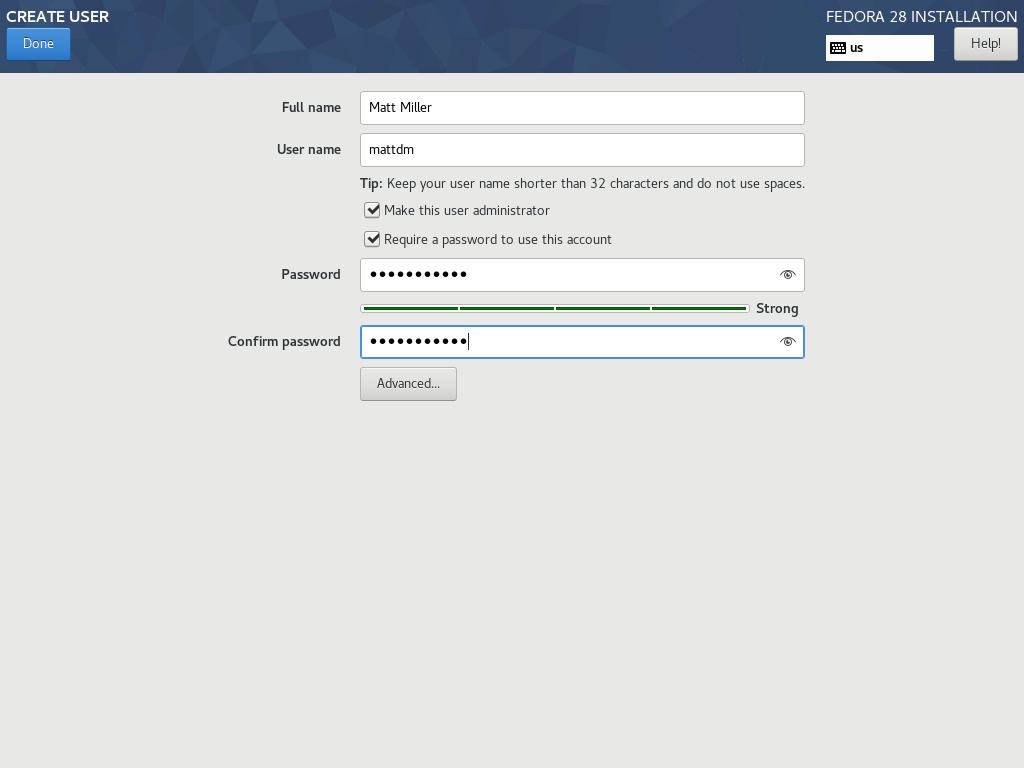 CREATE USER
FEDORA 28 INSTALLATION
Done
us
Help!
Full name
Matt Miller
User name
mattdm
Tip: Keep your user name shorter than 32 characters and do not use spaces.
Make this user administrator
Require a password to use this account
Password
●●●●●●●●●●●
Strong
Confirm password
●●●●●●●●●●●
Advanced...